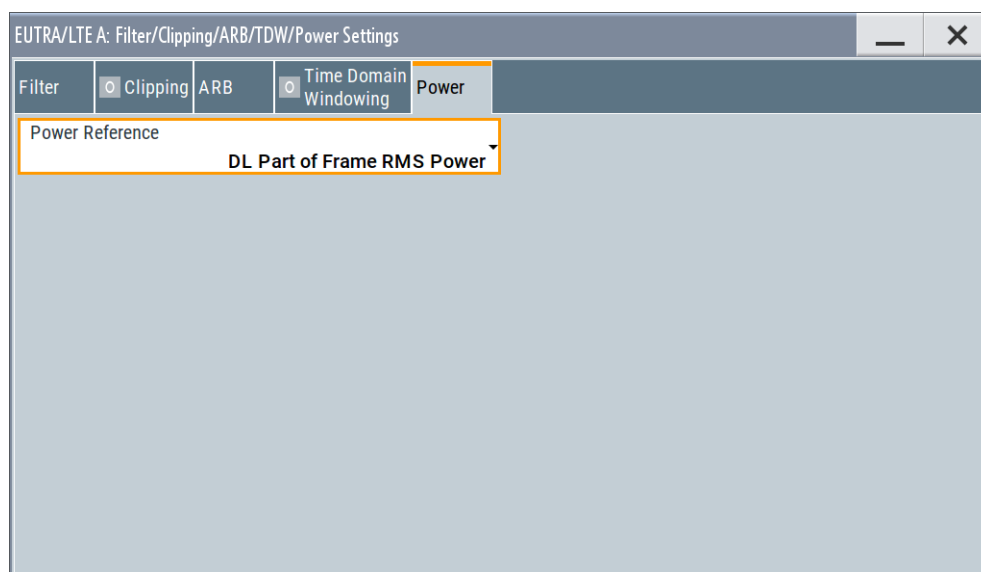 EUTRA/LTE A: Filter/Clipping/ARB/TDW/Power Settings
Filter
O Clipping
ARB
O Time Domain
Windowing
Power
Power Reference
DL Part of Frame RMS Power